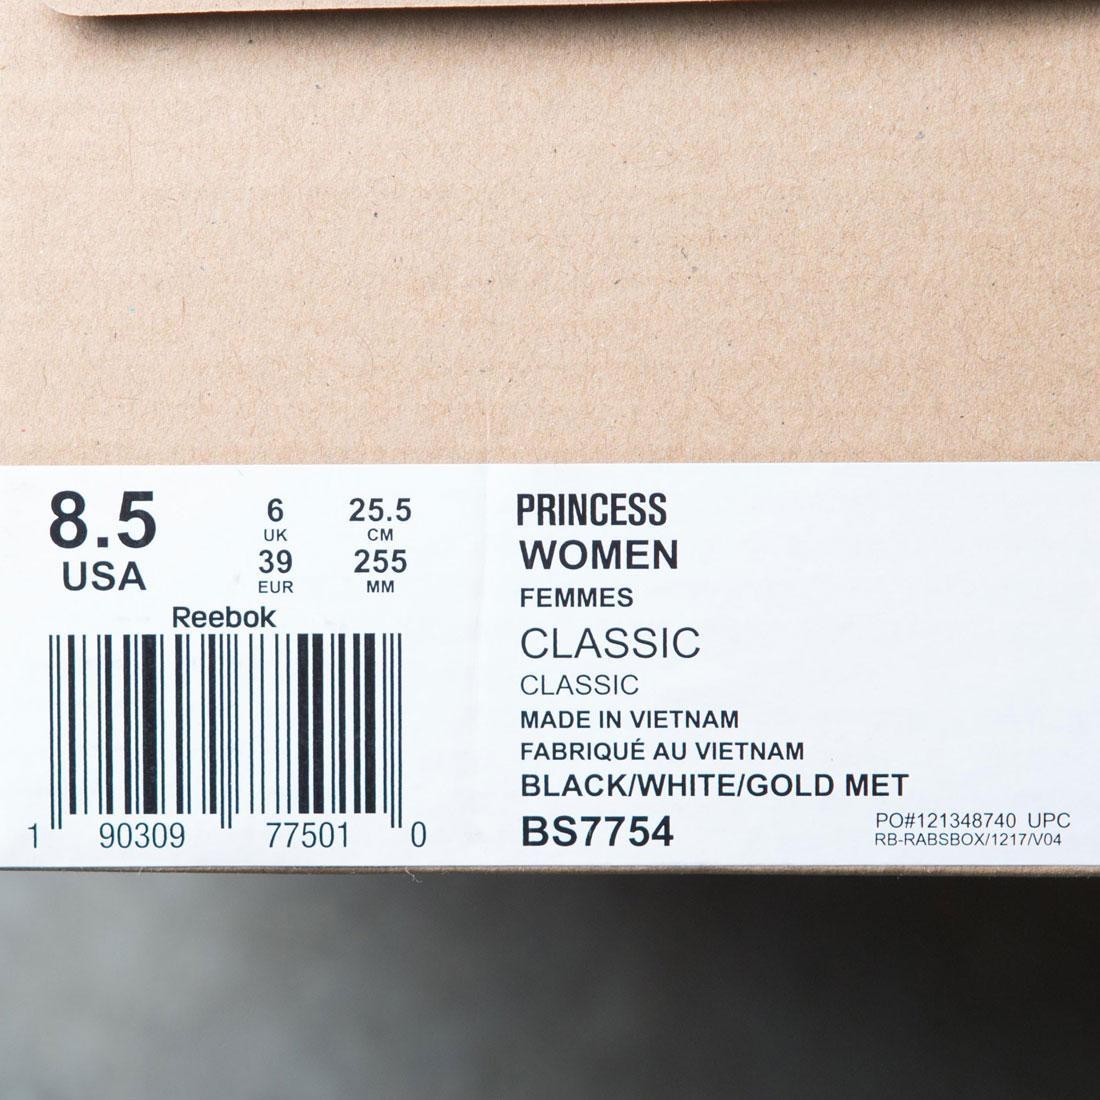 8.5
USA
6
UK
39
EUR
25.5
CM
255
MM
Reebok
1 90309 77501 0
PRINCESS
WOMEN
FEMMES
CLASSIC
CLASSIC
MADE IN VIETNAM
FABRIQUÉ AU VIETNAM
BLACK/WHITE/GOLD MET
BS7754
PO#121348740 UPC
RB-RABSBOX/1217/V04